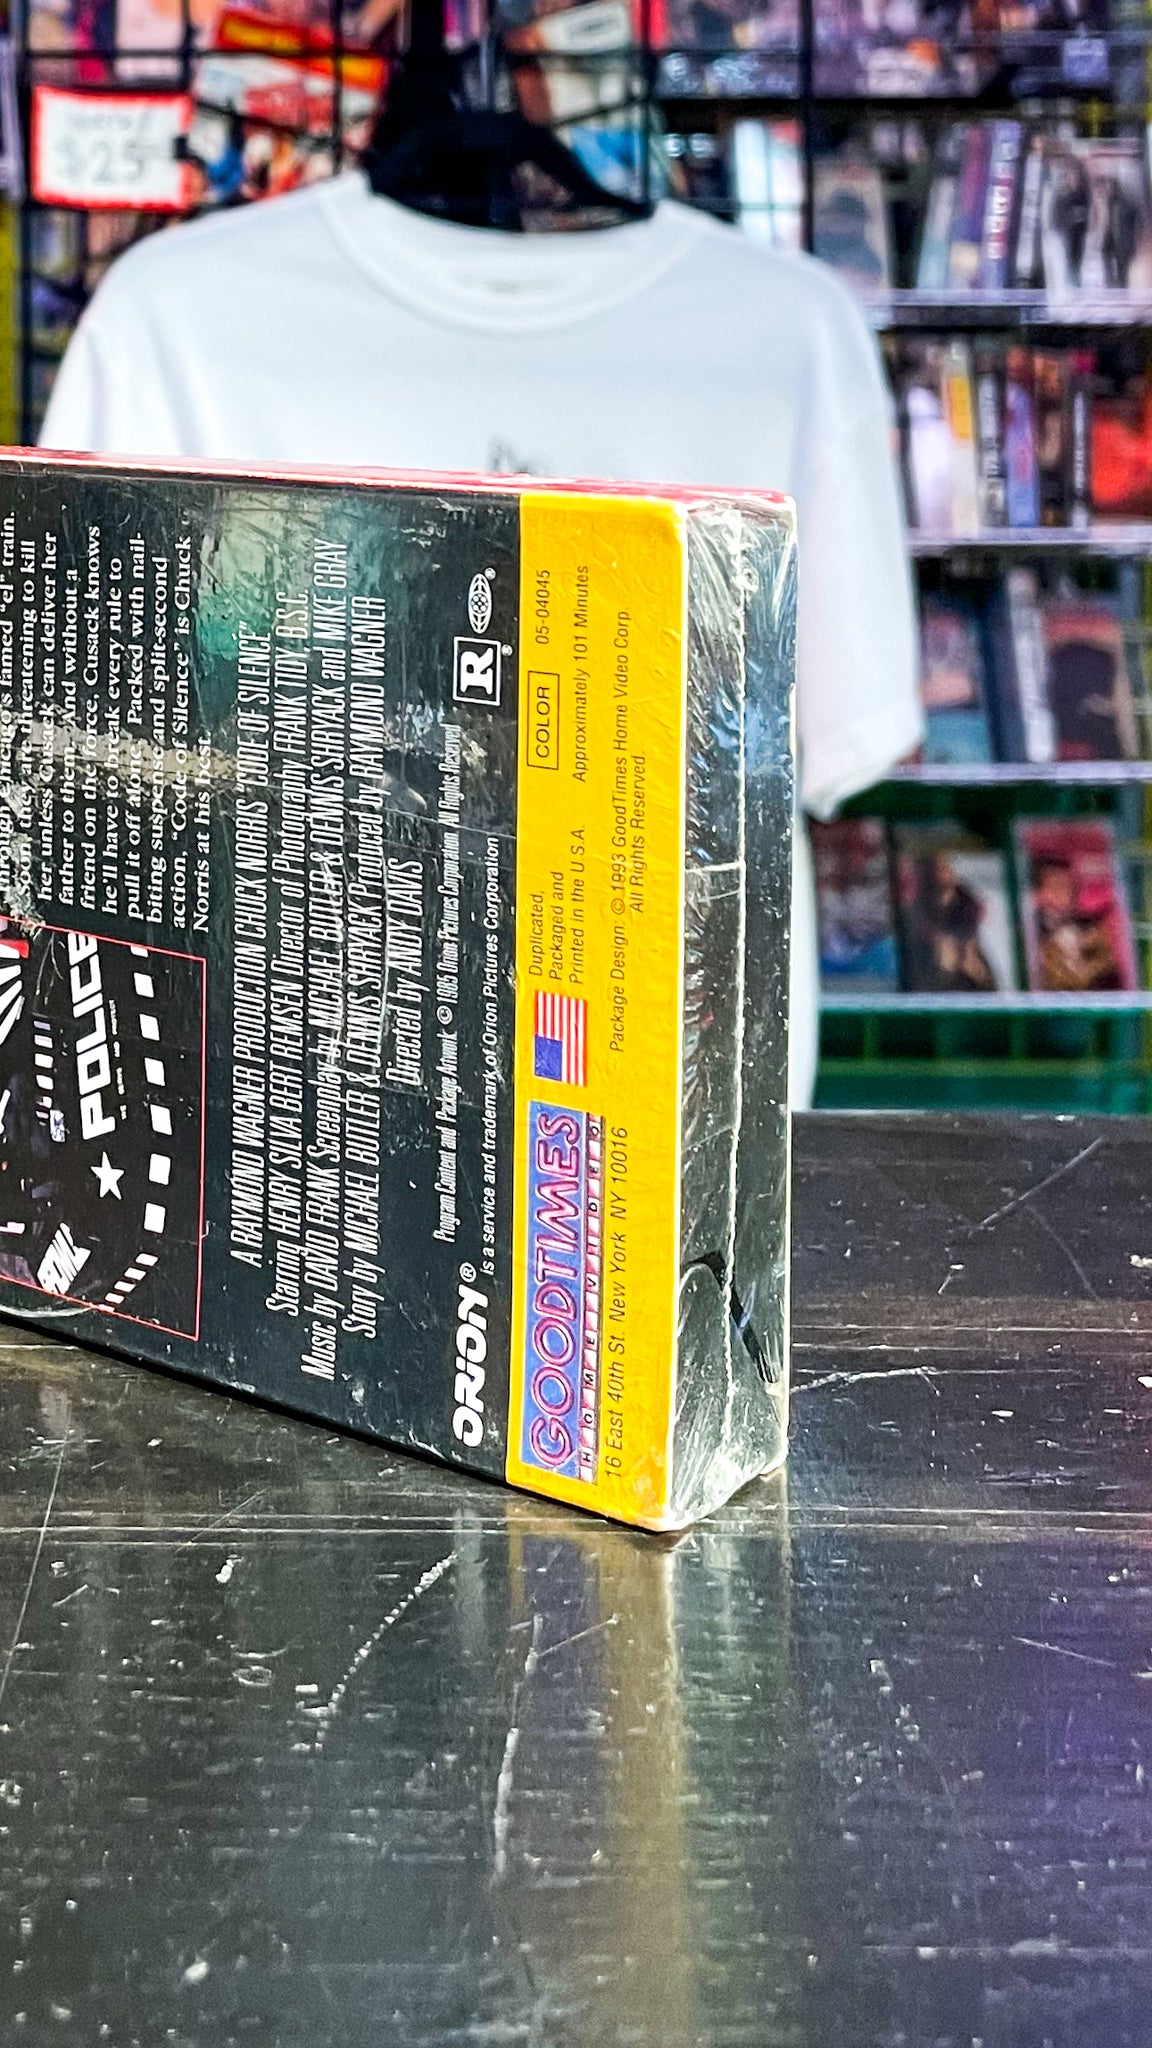 $25
through Chicago's famed "el" train.
Soon they are threatening to kill
her unless Cusack can deliver her
father to them. And without a
friend on the force, Cusack knows
he'll have to break every rule to
pull it off alone. Packed with nail-
biting suspense and split-second
action, "Code of Silence" is Chuck
Norris at his best.
POLICE
A RAYMOND WAGNER PRODUCTION CHUCK NORRIS "CODE OF SILENCE"
Starring HENRY SILVA BERT REMSEN Director of Photography FRANK TIDY, B.S.C.
Music by DAVID FRANK Screenplay by MICHAEL BUTLER & DENNIS SHRYACK and MIKE GRAY
Story by MICHAEL BUTLER & DENNIS SHRYACK Produced by RAYMOND WAGNER
Directed by ANDY DAVIS
Program Content and Package Artwork © 1985 Orion Pictures Corporation. All Rights Reserved
ORION® is a service and trademark of Orion Pictures Corporation
R ®
®
GOODTIMES
HOME VIDEO
16 East 40th St. New York NY 10016
Duplicated,
Packaged and
Printed in the U.S.A.
COLOR 05-04045
Approximately 101 Minutes
Package Design: © 1993 GoodTimes Home Video Corp.
All Rights Reserved